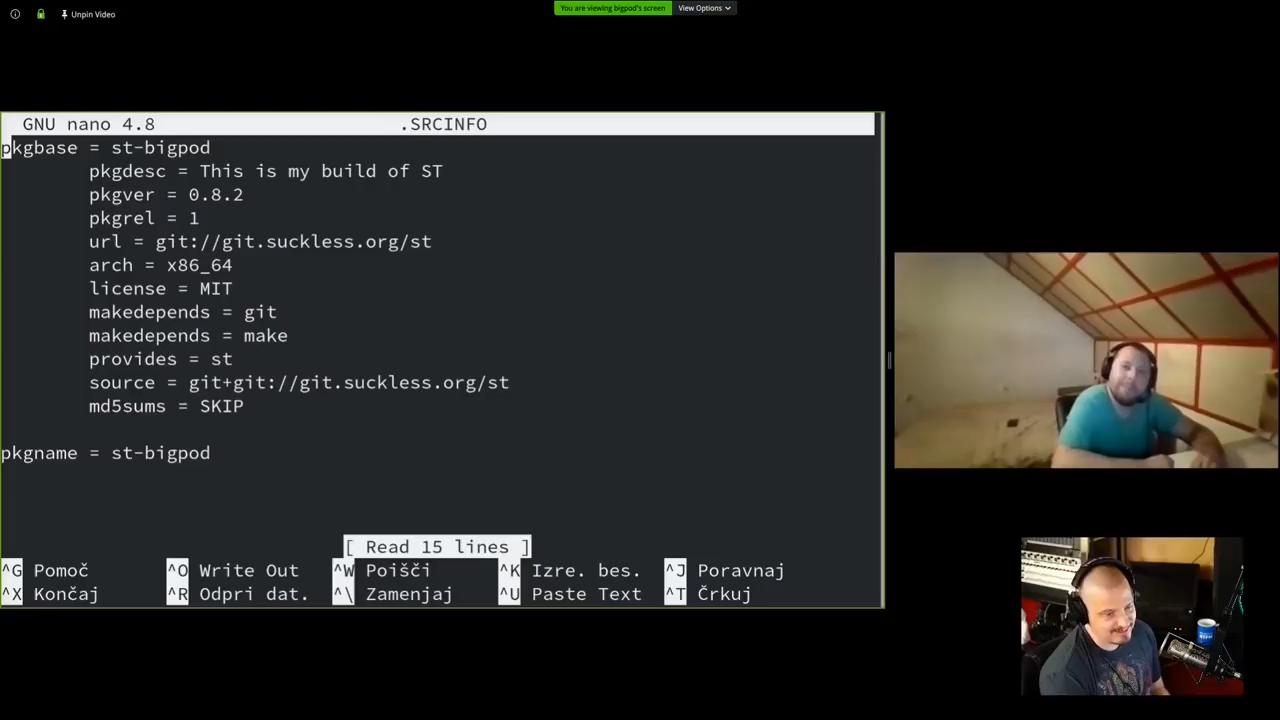 Unpin Video
You are viewing bigpod's screen
View Options
GNU nano 4.8 .SRCINFO
pkgbase = st-bigpod
pkgdesc = This is my build of ST
pkgver = 0.8.2
pkgrel = 1
url = git://git.suckless.org/st
arch = x86_64
license = MIT
makedepends = git
makedepends = make
provides = st
source = git+git://git.suckless.org/st
md5sums = SKIP
pkgname = st-bigpod
[ Read 15 lines ]
^G Pomoč ^O Write Out ^W Poišči ^K Izre. bes. ^J Poravnaj
^X Končaj ^R Odpri dat. ^\ Zamenjaj ^U Paste Text ^T Črkuj